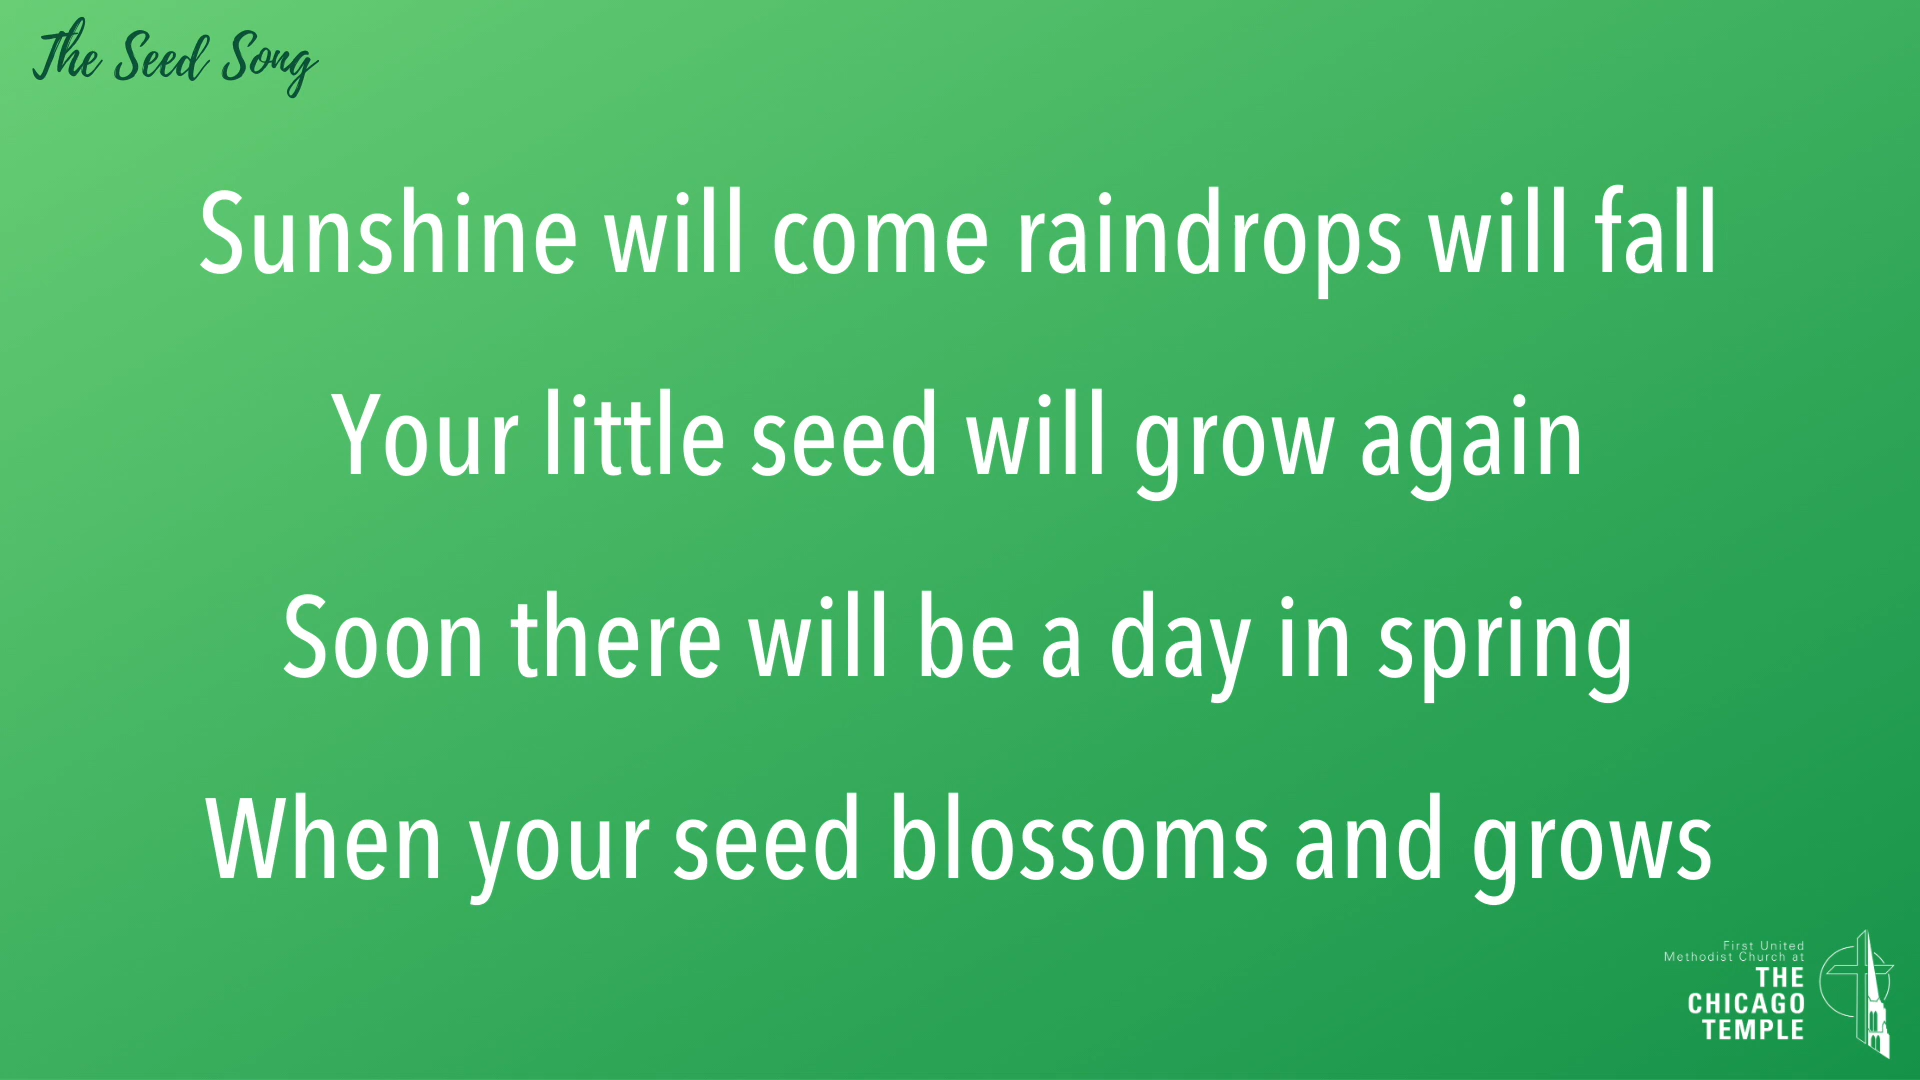 The Seed Song
Sunshine will come raindrops will fall
Your little seed will grow again
Soon there will be a day in spring
When your seed blossoms and grows
First United
Methodist Church at
THE
CHICAGO
TEMPLE